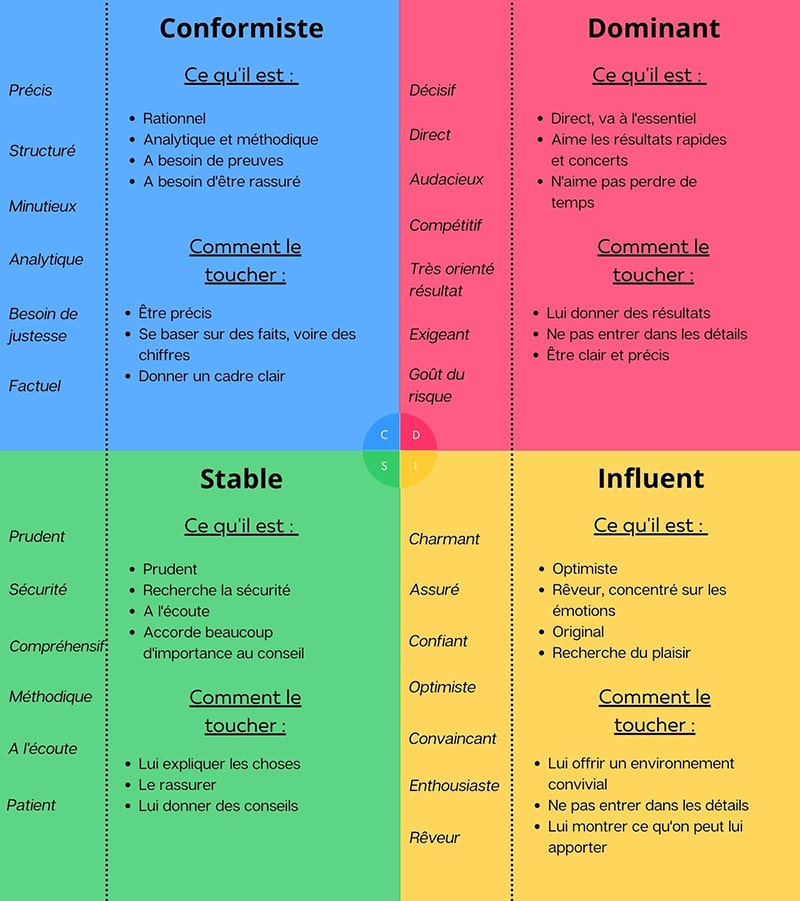 Conformiste
Précis
Structuré
Minutieux
Analytique
Besoin de
justesse
Factuel
Ce qu'il est :
• Rationnel
• Analytique et méthodique
• A besoin de preuves
• A besoin d'être rassuré
Comment le
toucher :
• Être précis
• Se baser sur des faits, voire des
chiffres
• Donner un cadre clair
Dominant
Décisif
Direct
Audacieux
Compétitif
Très orienté
résultat
Exigeant
Goût du
risque
Ce qu'il est :
• Direct, va à l'essentiel
• Aime les résultats rapides
et concerts
• N'aime pas perdre de
temps
Comment le
toucher :
• Lui donner des résultats
• Ne pas entrer dans les détails
• Être clair et précis
C
D
S
I
Stable
Prudent
Sécurité
Compréhensif
Méthodique
A l'écoute
Patient
Ce qu'il est :
• Prudent
• Recherche la sécurité
• A l'écoute
• Accorde beaucoup
d'importance au conseil
Comment le
toucher :
• Lui expliquer les choses
• Le rassurer
• Lui donner des conseils
Influent
Charmant
Assuré
Confiant
Optimiste
Convaincant
Enthousiaste
Rêveur
Ce qu'il est :
• Optimiste
• Rêveur, concentré sur les
émotions
• Original
• Recherche du plaisir
Comment le
toucher :
• Lui offrir un environnement
convivial
• Ne pas entrer dans les détails
• Lui montrer ce qu'on peut lui
apporter